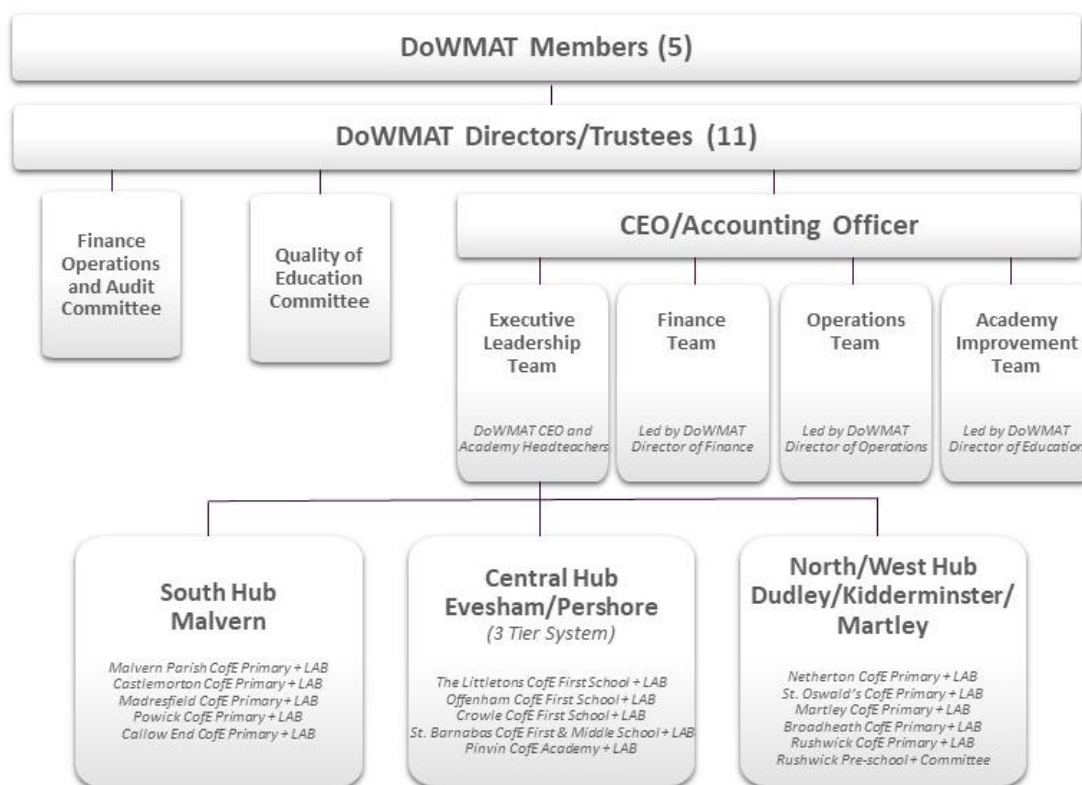 DoWMAT Members (5)
DoWMAT Directors/Trustees (11)
Finance
Operations
and Audit
Committee
Quality of
Education
Committee
CEO/Accounting Officer
Executive
Leadership
Team
DoWMAT CEO and
Academy Headteachers
Finance
Team
Led by DoWMAT
Director of Finance
Operations
Team
Led by DoWMAT
Director of Operations
Academy
Improvement
Team
Led by DoWMAT
Director of Education
South Hub
Malvern
Malvern Parish CofE Primary + LAB
Castlemorton CofE Primary + LAB
Madresfield CofE Primary + LAB
Powick CofE Primary + LAB
Callow End CofE Primary + LAB
Central Hub
Evesham/Pershore
(3 Tier System)
The Littletons CofE First School + LAB
Offenham CofE First School + LAB
Crowle CofE First School + LAB
St. Barnabas CofE First & Middle School + LAB
Pinvin CofE Academy + LAB
North/West Hub
Dudley/Kidderminster/
Martley
Netherton CofE Primary + LAB
St. Oswald's CofE Primary + LAB
Martley CofE Primary + LAB
Broadheath CofE Primary + LAB
Rushwick CofE Primary + LAB
Rushwick Pre-school + Committee